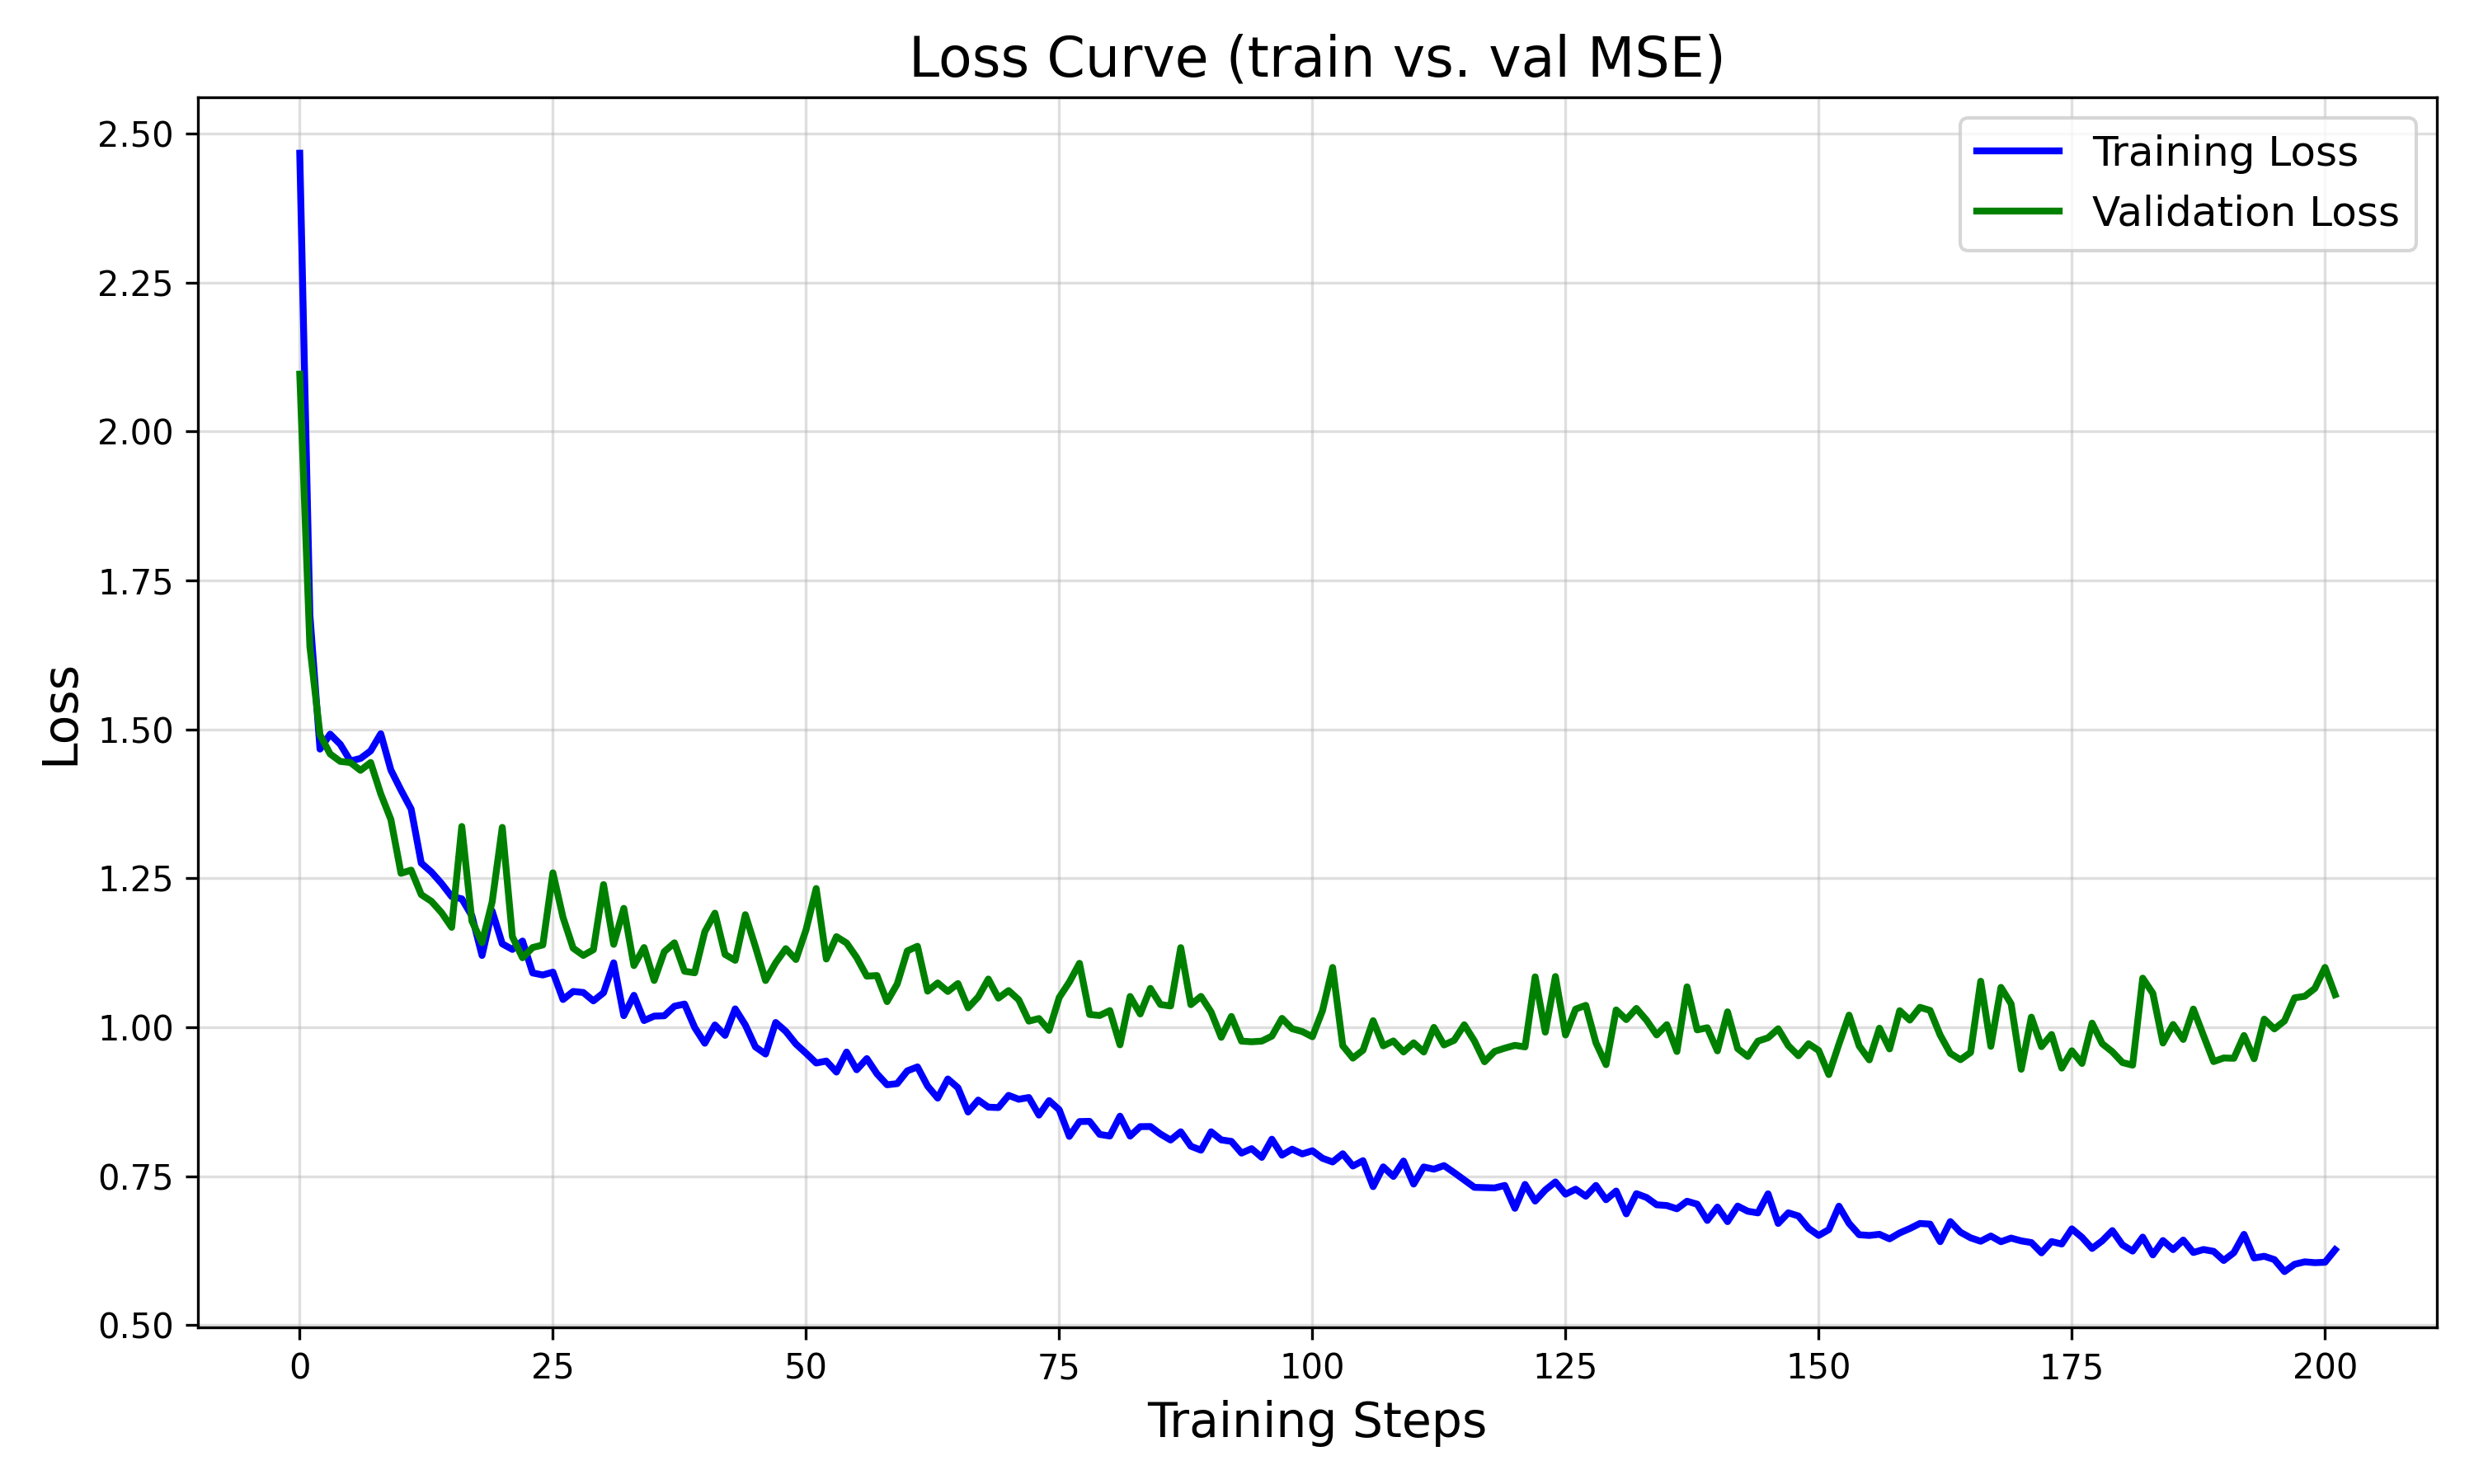 Loss Curve (train vs. val MSE)
Training Loss
Validation Loss
2.50
2.25
2.00
1.75
1.50
1.25
1.00
0.75
0.50
Loss
0 25 50 75 100 125 150 175 200
Training Steps